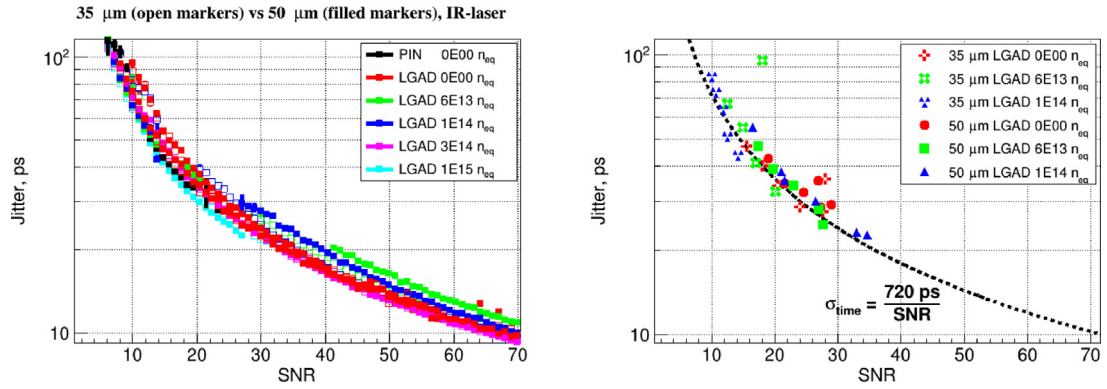 35 μm (open markers) vs 50 μm (filled markers), IR-laser
Jitter, ps
10²
10
PIN 0E00 n_eq
LGAD 0E00 n_eq
LGAD 6E13 n_eq
LGAD 1E14 n_eq
LGAD 3E14 n_eq
LGAD 1E15 n_eq
0 10 20 30 40 50 60 70
SNR
Jitter, ps
10²
10
35 μm LGAD 0E00 n_eq
35 μm LGAD 6E13 n_eq
35 μm LGAD 1E14 n_eq
50 μm LGAD 0E00 n_eq
50 μm LGAD 6E13 n_eq
50 μm LGAD 1E14 n_eq
σ_time = 720 ps / SNR
10 20 30 40 50 60 70
SNR